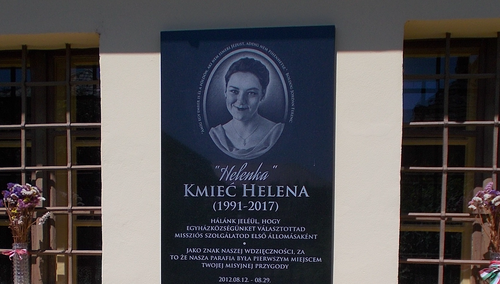 "Helenka"
KMIEĆ HELENA
(1991-2017)
HÁLÁNK JELÉÜL, HOGY
EGYHÁZKÖZSÉGÜNKET VÁLASZTOTTAD
MISSZIÓS SZOLGÁLATOD ELSŐ ÁLLOMÁSAKÉNT
•
JAKO ZNAK NASZEJ WDZIĘCZNOŚCI, ZA
TO ŻE NASZA PARAFIA BYŁA PIERWSZYM MIEJSCEM
TWOJEJ MISYJNEJ PRZYGODY
2012.08.12. - 08.29.